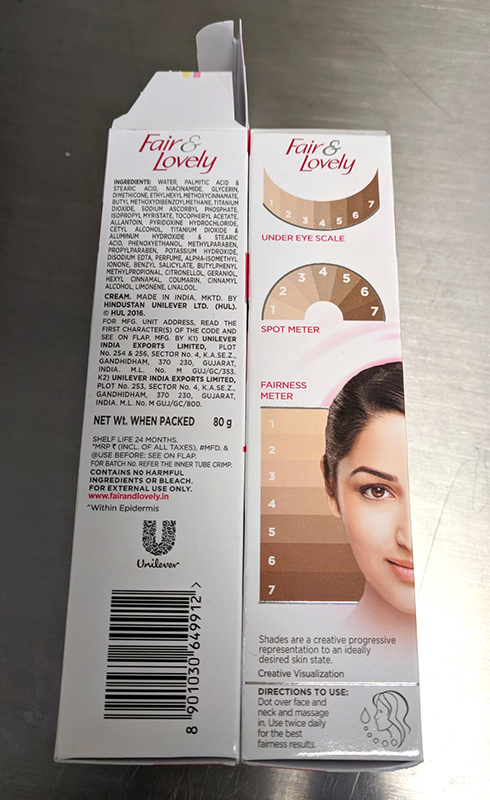 Fair &
Lovely
INGREDIENTS: WATER, PALMITIC ACID &
STEARIC ACID, NIACINAMIDE, GLYCERIN,
DIMETHICONE, ETHYLHEXYL METHOXYCINNAMATE,
BUTYL METHOXYDIBENZOYLMETHANE, TITANIUM
DIOXIDE, SODIUM ASCORBYL PHOSPHATE,
ISOPROPYL MYRISTATE, TOCOPHERYL ACETATE,
ALLANTOIN, PYRIDOXINE HYDROCHLORIDE,
CETYL ALCOHOL, TITANIUM DIOXIDE &
ALUMINUM HYDROXIDE & STEARIC
ACID, PHENOXYETHANOL, METHYLPARABEN,
PROPYLPARABEN, POTASSIUM HYDROXIDE,
DISODIUM EDTA, PERFUME, ALPHA-ISOMETHYL
IONONE, BENZYL SALICYLATE, BUTYLPHENYL
METHYLPROPIONAL, CITRONELLOL, GERANIOL,
HEXYL CINNAMAL, COUMARIN, CINNAMYL
ALCOHOL, LIMONENE, LINALOOL
CREAM. MADE IN INDIA. MKTD. BY
HINDUSTAN UNILEVER LTD. (HUL).
© HUL 2016.
FOR MFG. UNIT ADDRESS, READ THE
FIRST CHARACTER(S) OF THE CODE AND
SEE ON FLAP. MFG. BY K1) UNILEVER
INDIA EXPORTS LIMITED, PLOT
No. 254 & 256, SECTOR No. 4, K.A.SE.Z.,
GANDHIDHAM, 370 230, GUJARAT,
INDIA. M.L. No. M GUJ/GC/353.
K2) UNILEVER INDIA EXPORTS LIMITED,
PLOT No. 253, SECTOR No. 4, K.A.SE.Z.,
GANDHIDHAM, 370 230, GUJARAT,
INDIA. M.L. No. M GUJ/GC/800.
NET Wt. WHEN PACKED 80 g
SHELF LIFE 24 MONTHS.
*MRP ₹ (INCL. OF ALL TAXES), #MFD. &
@USE BEFORE: SEE ON FLAP.
FOR BATCH No. REFER THE INNER TUBE CRIMP.
CONTAINS NO HARMFUL
INGREDIENTS OR BLEACH.
FOR EXTERNAL USE ONLY.
www.fairandlovely.in
^Within Epidermis
Unilever
8 901030 649912 >
Fair &
Lovely
1 2 3 4 5 6 7
UNDER EYE SCALE
1 2 3 4 5 6 7
SPOT METER
FAIRNESS
METER
1
2
3
4
5
6
7
Shades are a creative progressive
representation to an ideally
desired skin state.
Creative Visualization
DIRECTIONS TO USE:
Dot over face and
neck and massage
in. Use twice daily
for the best
fairness results.